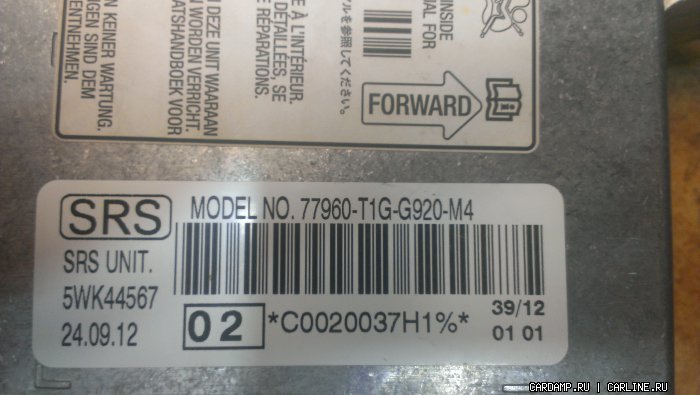 N KEINER WARTUNG.
GEN SIND DEM
ENTNEHMEN.
N DEZE UNIT WAARAAN
N WORDEN VERRICHT.
ATSHANDBOEK VOOR
E À L'INTÉRIEUR.
DÉTAILLÉES, SE
E REPARATIONS.
ルを参照してください。
INSIDE
AL FOR
FORWARD
SRS
MODEL NO. 77960-T1G-G920-M4
SRS UNIT.
5WK44567
24.09.12
02
*C0020037H1%*
39/12
01 01
CARDAMP.RU | CARLINE.RU